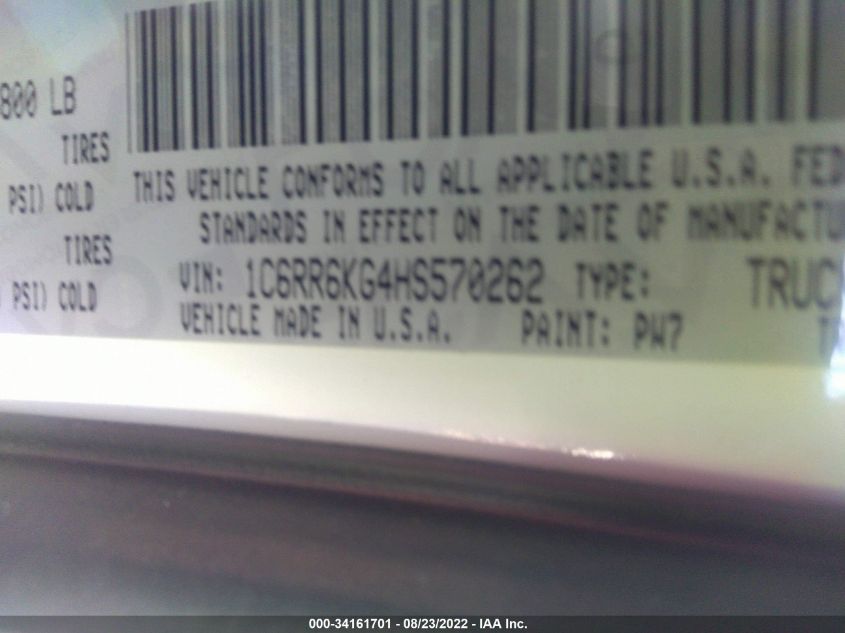 800 LB
TIRES
PSI) COLD
TIRES
PSI) COLD
THIS VEHICLE CONFORMS TO ALL APPLICABLE U.S.A. FED
STANDARDS IN EFFECT ON THE DATE OF MANUFACTU
VIN: 1C6RR6KG4HS570262 TYPE: TRUC
VEHICLE MADE IN U.S.A. PAINT: PW7
000-34161701 - 08/23/2022 - IAA Inc.